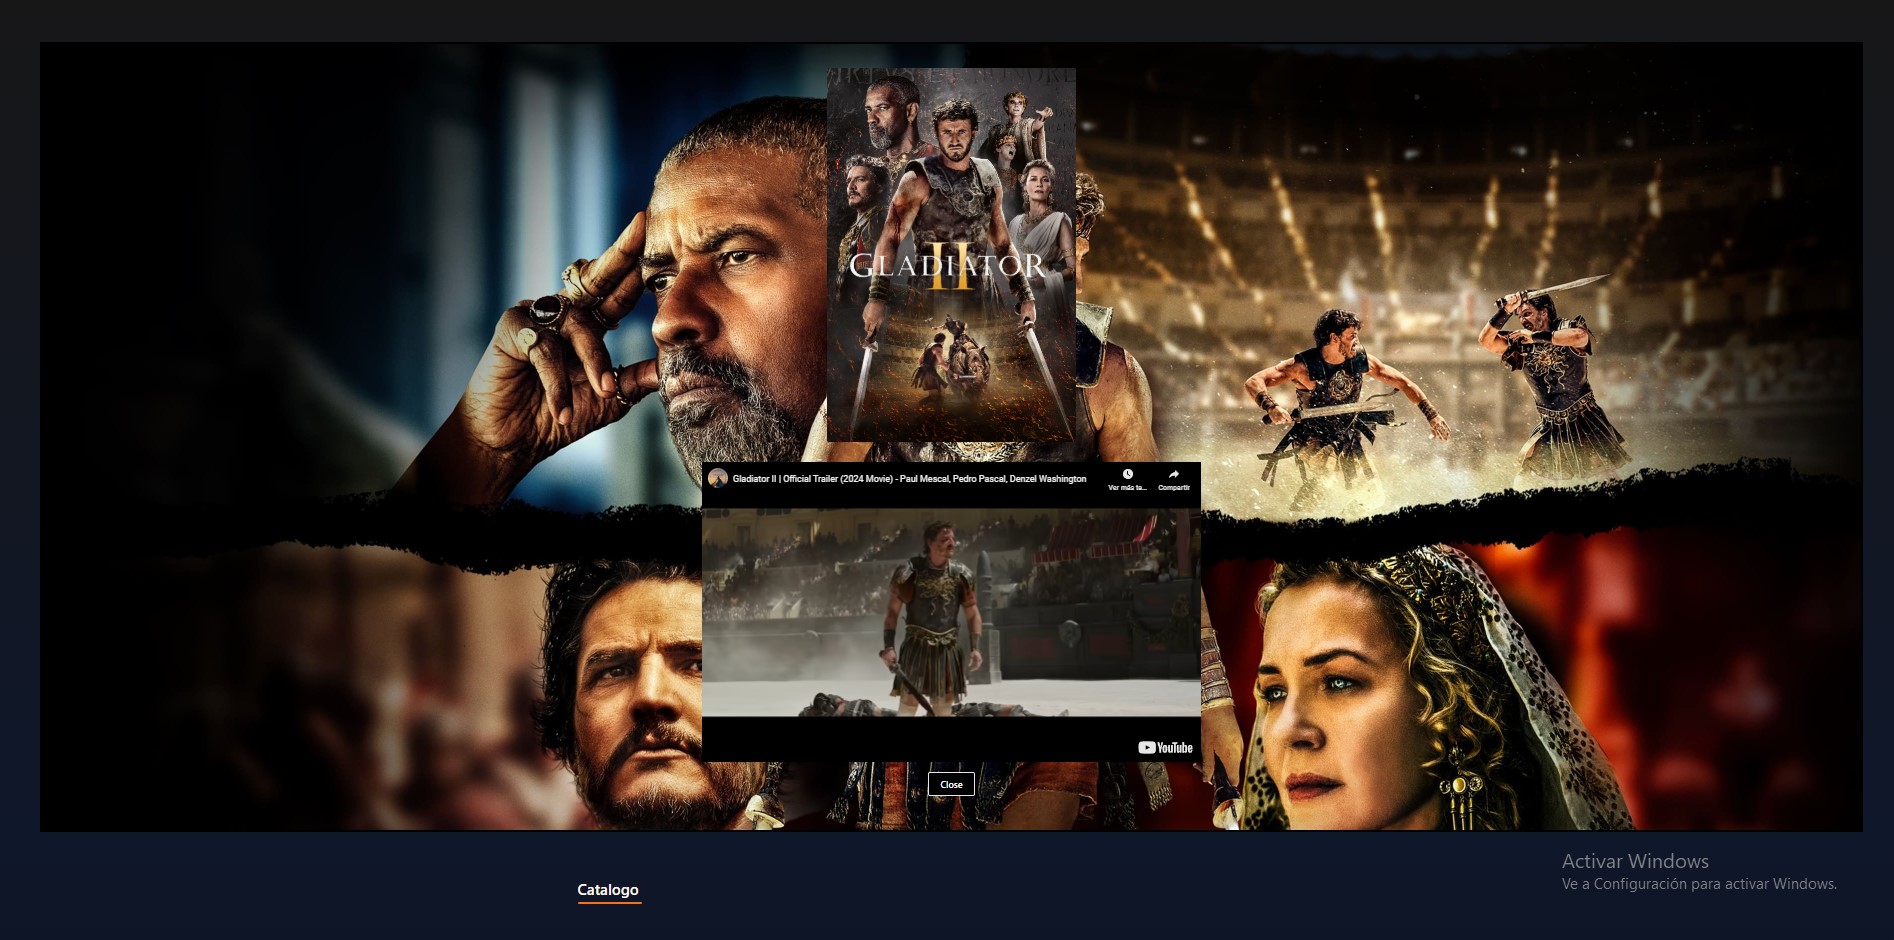 GLADIATOR
II
Gladiator II | Official Trailer (2024 Movie) - Paul Mescal, Pedro Pascal, Denzel Washington
Ver más ta...
Compartir
YouTube
Close
Catalogo
Activar Windows
Ve a Configuración para activar Windows.